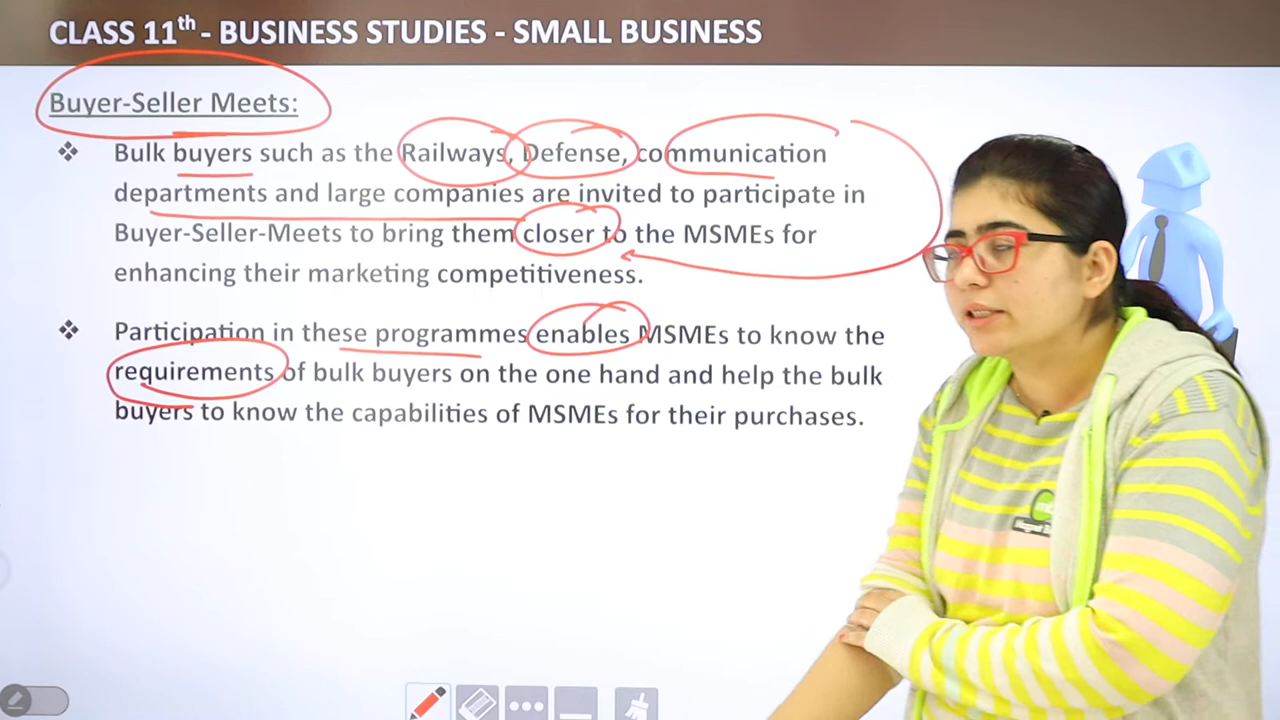 CLASS 11th - BUSINESS STUDIES - SMALL BUSINESS
Buyer-Seller Meets:
❖ Bulk buyers such as the Railways, Defense, communication
departments and large companies are invited to participate in
Buyer-Seller-Meets to bring them closer to the MSMEs for
enhancing their marketing competitiveness.
❖ Participation in these programmes enables MSMEs to know the
requirements of bulk buyers on the one hand and help the bulk
buyers to know the capabilities of MSMEs for their purchases.